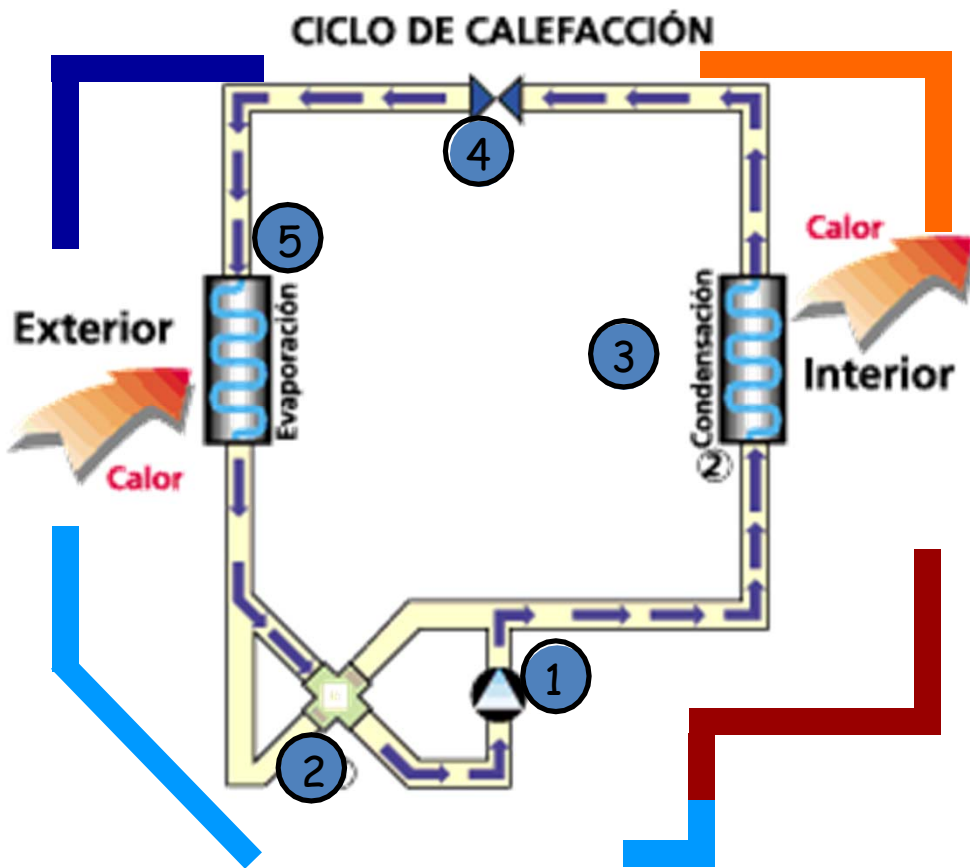 CICLO DE CALEFACCIÓN
4
5
Calor
Exterior
Evaporación
3
Condensación
Interior
Calor
2
1
2